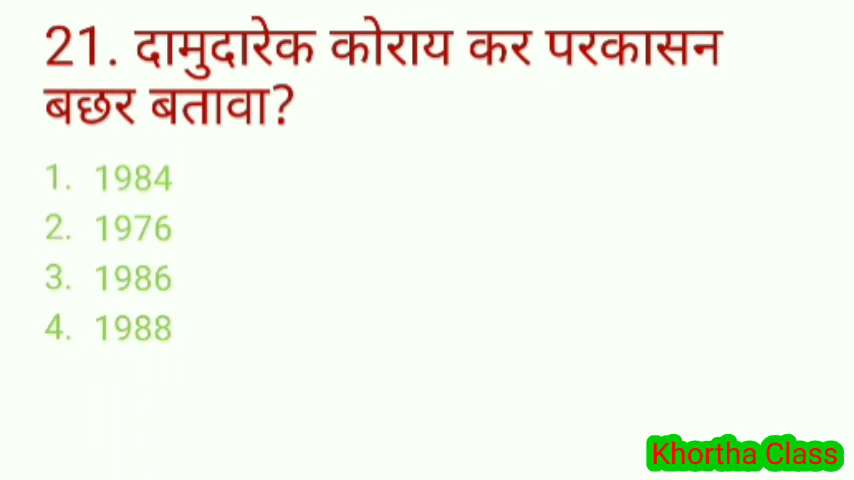 21. दामुदारेक कोराय कर परकासन
बछर बतावा?
1. 1984
2. 1976
3. 1986
4. 1988
Khortha Class